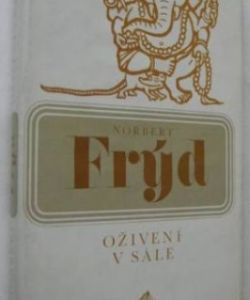 NORBERT
Frýd
OŽIVENÍ
V SÁLE